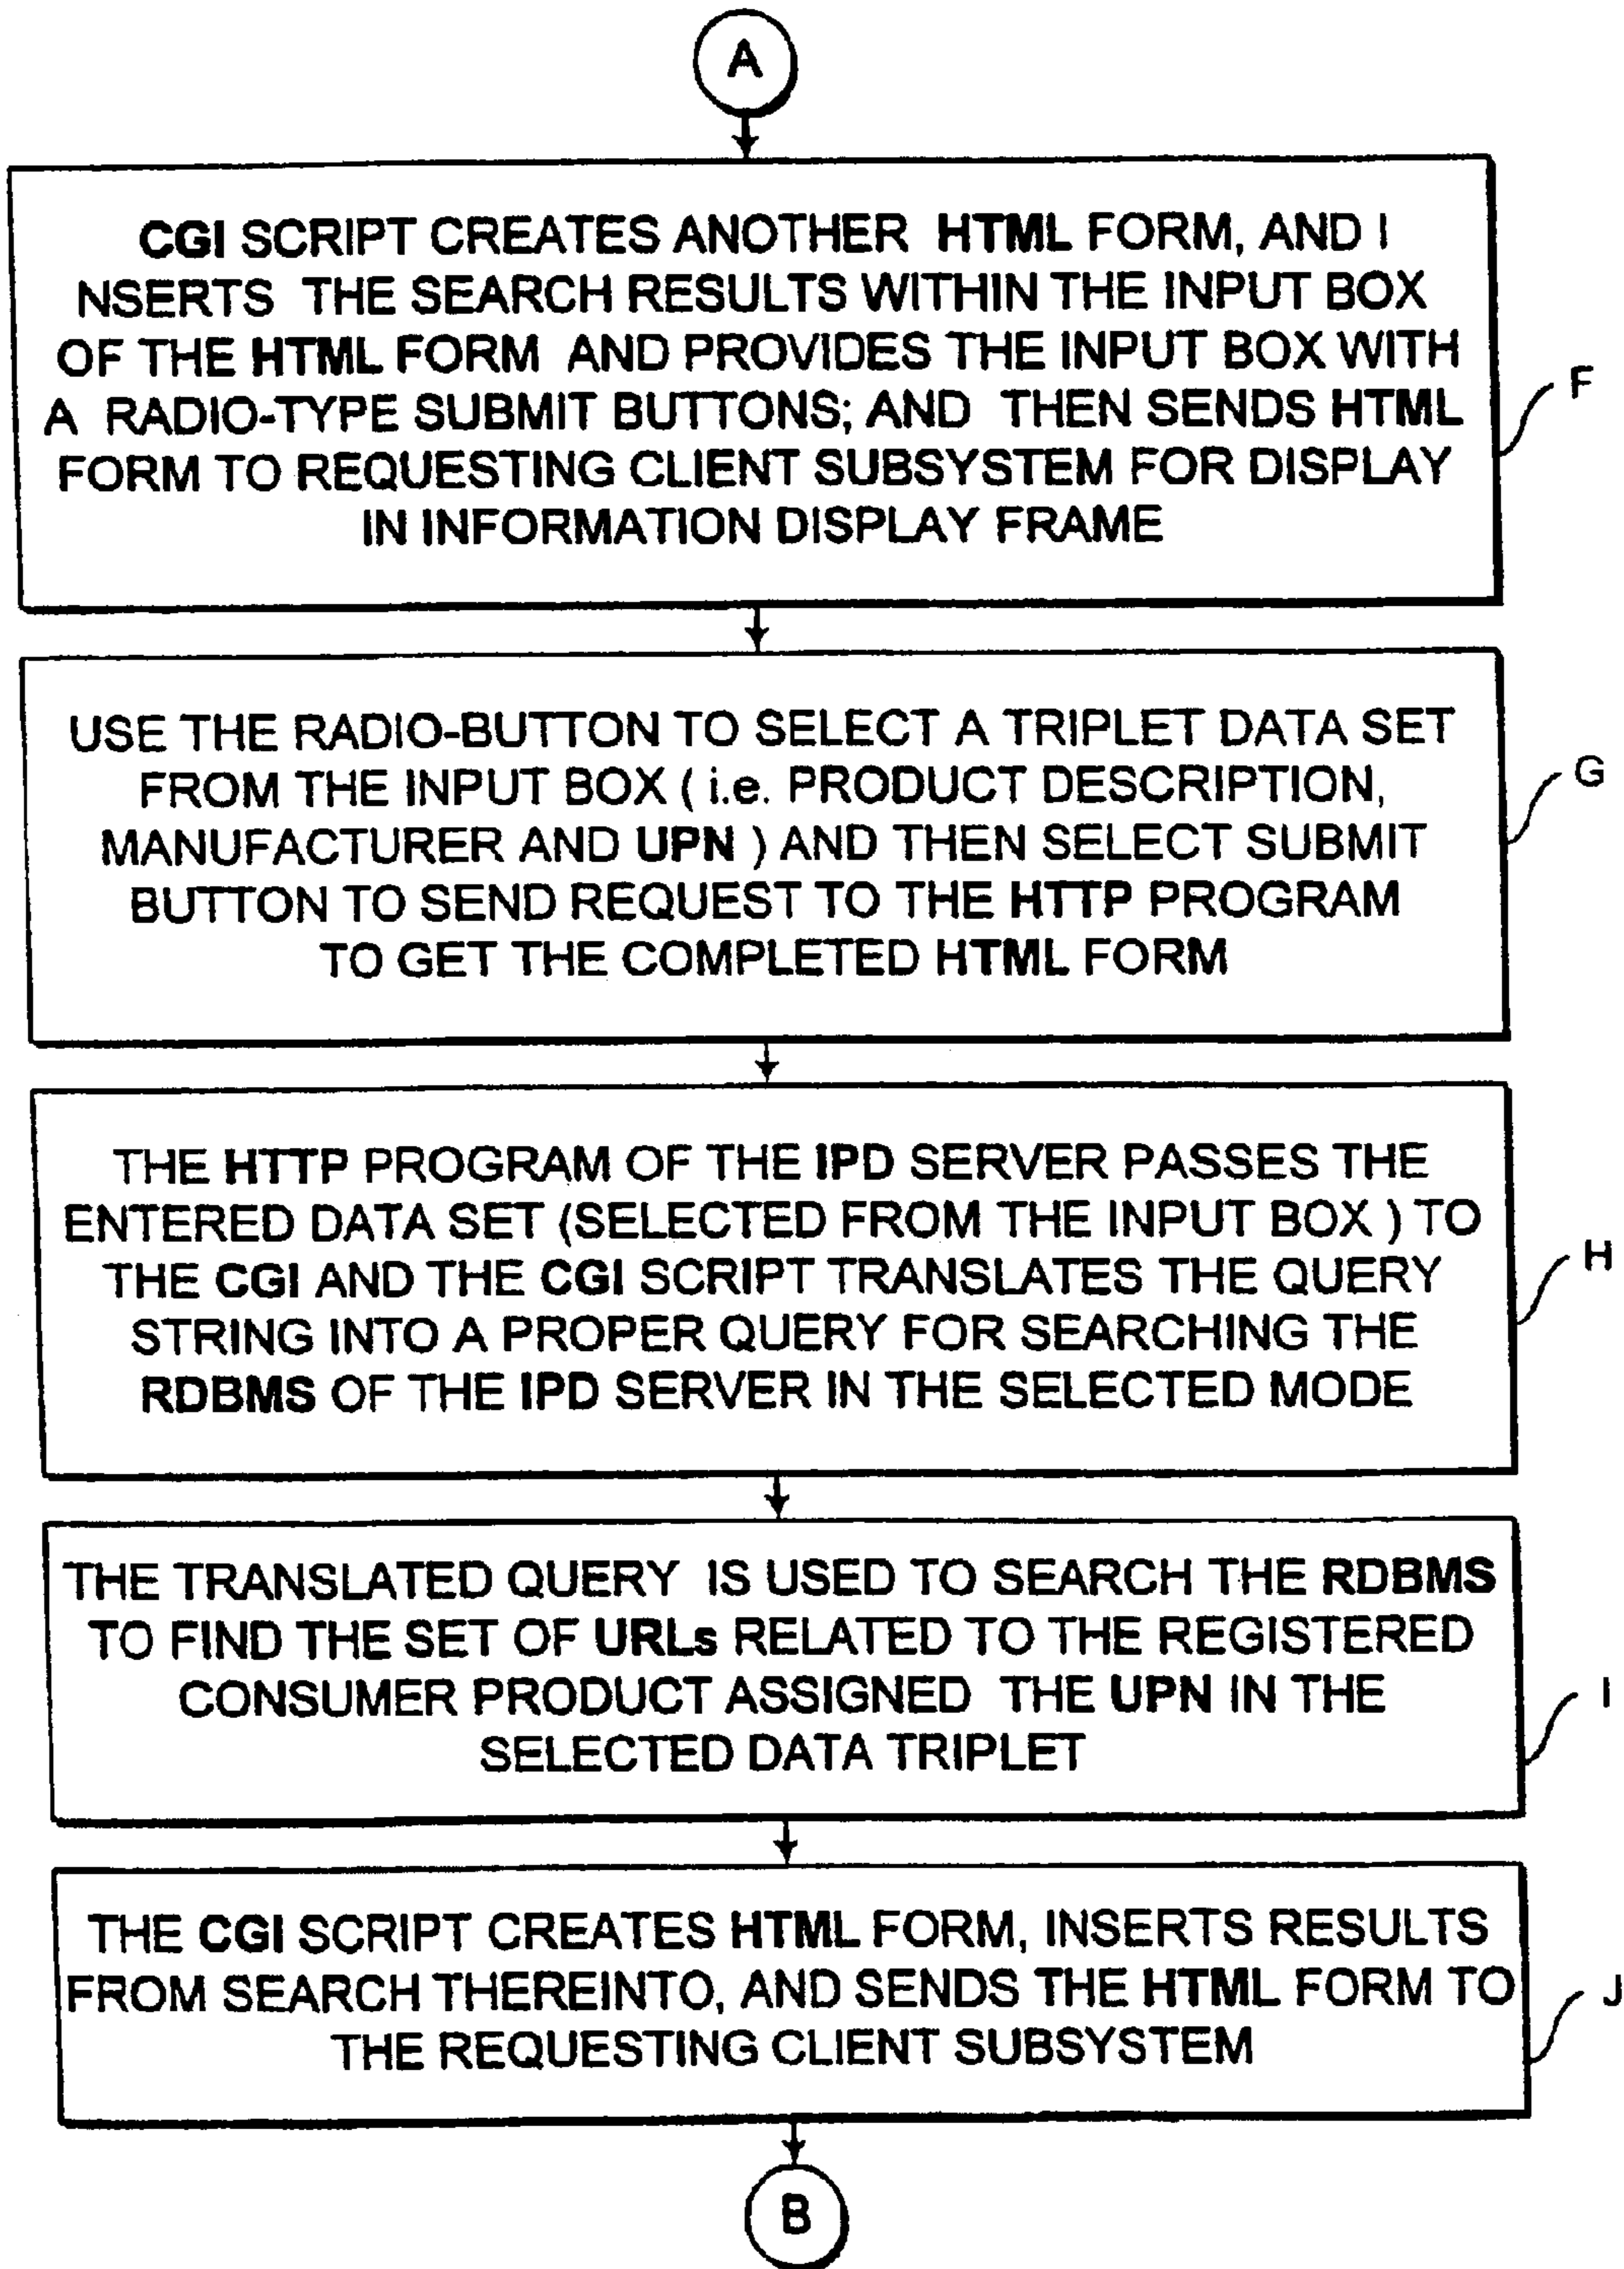 A
CGI SCRIPT CREATES ANOTHER HTML FORM, AND I
NSERTS THE SEARCH RESULTS WITHIN THE INPUT BOX
OF THE HTML FORM AND PROVIDES THE INPUT BOX WITH
A RADIO-TYPE SUBMIT BUTTONS; AND THEN SENDS HTML
FORM TO REQUESTING CLIENT SUBSYSTEM FOR DISPLAY
IN INFORMATION DISPLAY FRAME
F
USE THE RADIO-BUTTON TO SELECT A TRIPLET DATA SET
FROM THE INPUT BOX ( i.e. PRODUCT DESCRIPTION,
MANUFACTURER AND UPN ) AND THEN SELECT SUBMIT
BUTTON TO SEND REQUEST TO THE HTTP PROGRAM
TO GET THE COMPLETED HTML FORM
G
THE HTTP PROGRAM OF THE IPD SERVER PASSES THE
ENTERED DATA SET (SELECTED FROM THE INPUT BOX ) TO
THE CGI AND THE CGI SCRIPT TRANSLATES THE QUERY
STRING INTO A PROPER QUERY FOR SEARCHING THE
RDBMS OF THE IPD SERVER IN THE SELECTED MODE
H
THE TRANSLATED QUERY IS USED TO SEARCH THE RDBMS
TO FIND THE SET OF URLs RELATED TO THE REGISTERED
CONSUMER PRODUCT ASSIGNED THE UPN IN THE
SELECTED DATA TRIPLET
I
THE CGI SCRIPT CREATES HTML FORM, INSERTS RESULTS
FROM SEARCH THEREINTO, AND SENDS THE HTML FORM TO
THE REQUESTING CLIENT SUBSYSTEM
J
B